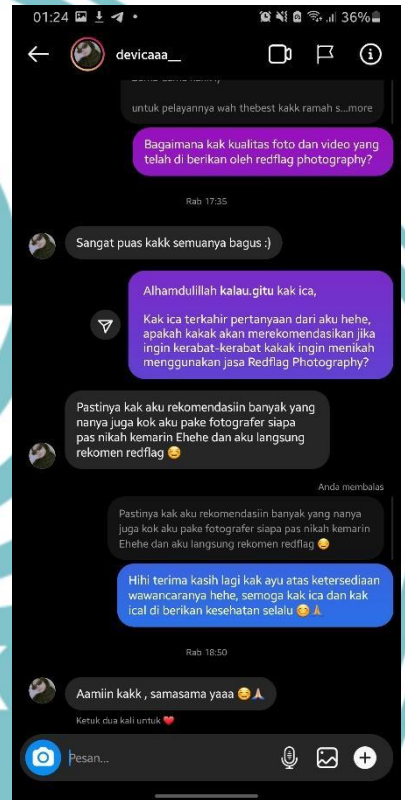 01:24
36%
devicaaa__
untuk pelayannya wah thebest kakk ramah s...more
Bagaimana kak kualitas foto dan video yang
telah di berikan oleh redflag photography?
Rab 17:35
Sangat puas kakk semuanya bagus :)
Alhamdulillah kalau.gitu kak ica,
Kak ica terkahir pertanyaan dari aku hehe,
apakah kakak akan merekomendasikan jika
ingin kerabat-kerabat kakak ingin menikah
menggunakan jasa Redflag Photography?
Pastinya kak aku rekomendasiin banyak yang
nanya juga kok aku pake fotografer siapa
pas nikah kemarin Ehehe dan aku langsung
rekomen redflag 😊
Anda membalas
Pastinya kak aku rekomendasiin banyak yang nanya
juga kok aku pake fotografer siapa pas nikah kemarin
Ehehe dan aku langsung rekomen redflag 😊
Hihi terima kasih lagi kak ayu atas ketersediaan
wawancaranya hehe, semoga kak ica dan kak
ical di berikan kesehatan selalu 😊🙏
Rab 18:50
Aamiin kakk , samasama yaaa 😊🙏
Ketuk dua kali untuk ❤️
Pesan...